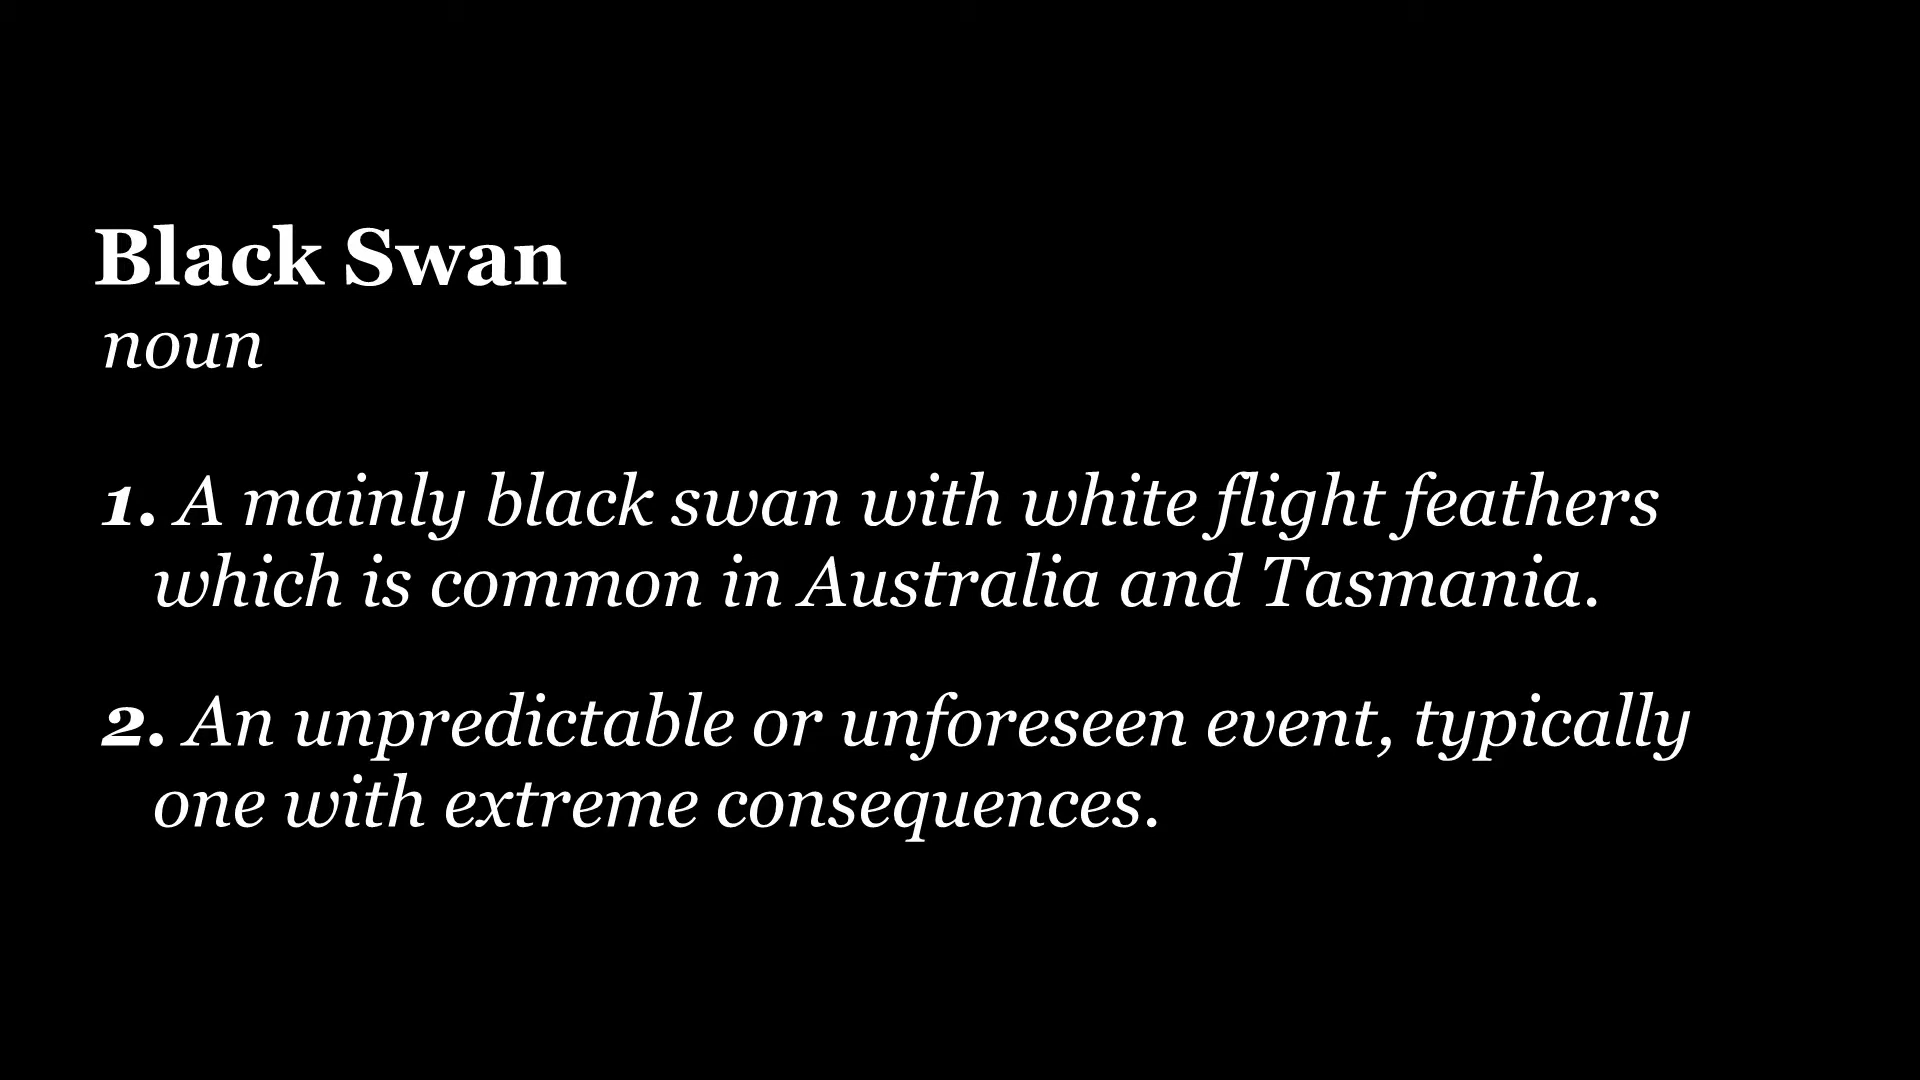 Black Swan
noun
1. A mainly black swan with white flight feathers
which is common in Australia and Tasmania.
2. An unpredictable or unforeseen event, typically
one with extreme consequences.